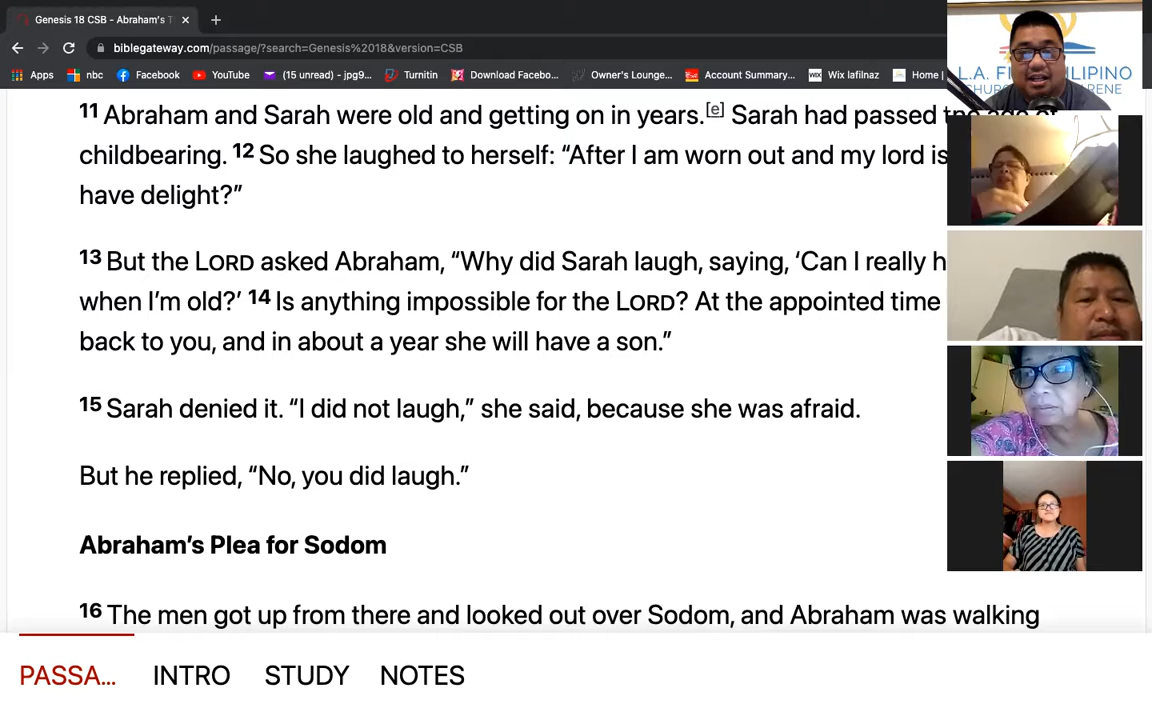 Genesis 18 CSB - Abraham's T
biblegateway.com/passage/?search=Genesis%2018&version=CSB
Apps nbc Facebook YouTube (15 unread) - jpg9... Turnitin Download Facebo... Owner's Lounge... Account Summary... WIX Wix lafilnaz Home |
L.A. FI ILIPINO
CHURC ARENE
11 Abraham and Sarah were old and getting on in years.[e] Sarah had passed the age of
childbearing. 12 So she laughed to herself: “After I am worn out and my lord is
have delight?”
13 But the LORD asked Abraham, “Why did Sarah laugh, saying, ‘Can I really h
when I’m old?’ 14 Is anything impossible for the LORD? At the appointed time
back to you, and in about a year she will have a son.”
15 Sarah denied it. “I did not laugh,” she said, because she was afraid.
But he replied, “No, you did laugh.”
Abraham’s Plea for Sodom
16 The men got up from there and looked out over Sodom, and Abraham was walking
PASSA... INTRO STUDY NOTES